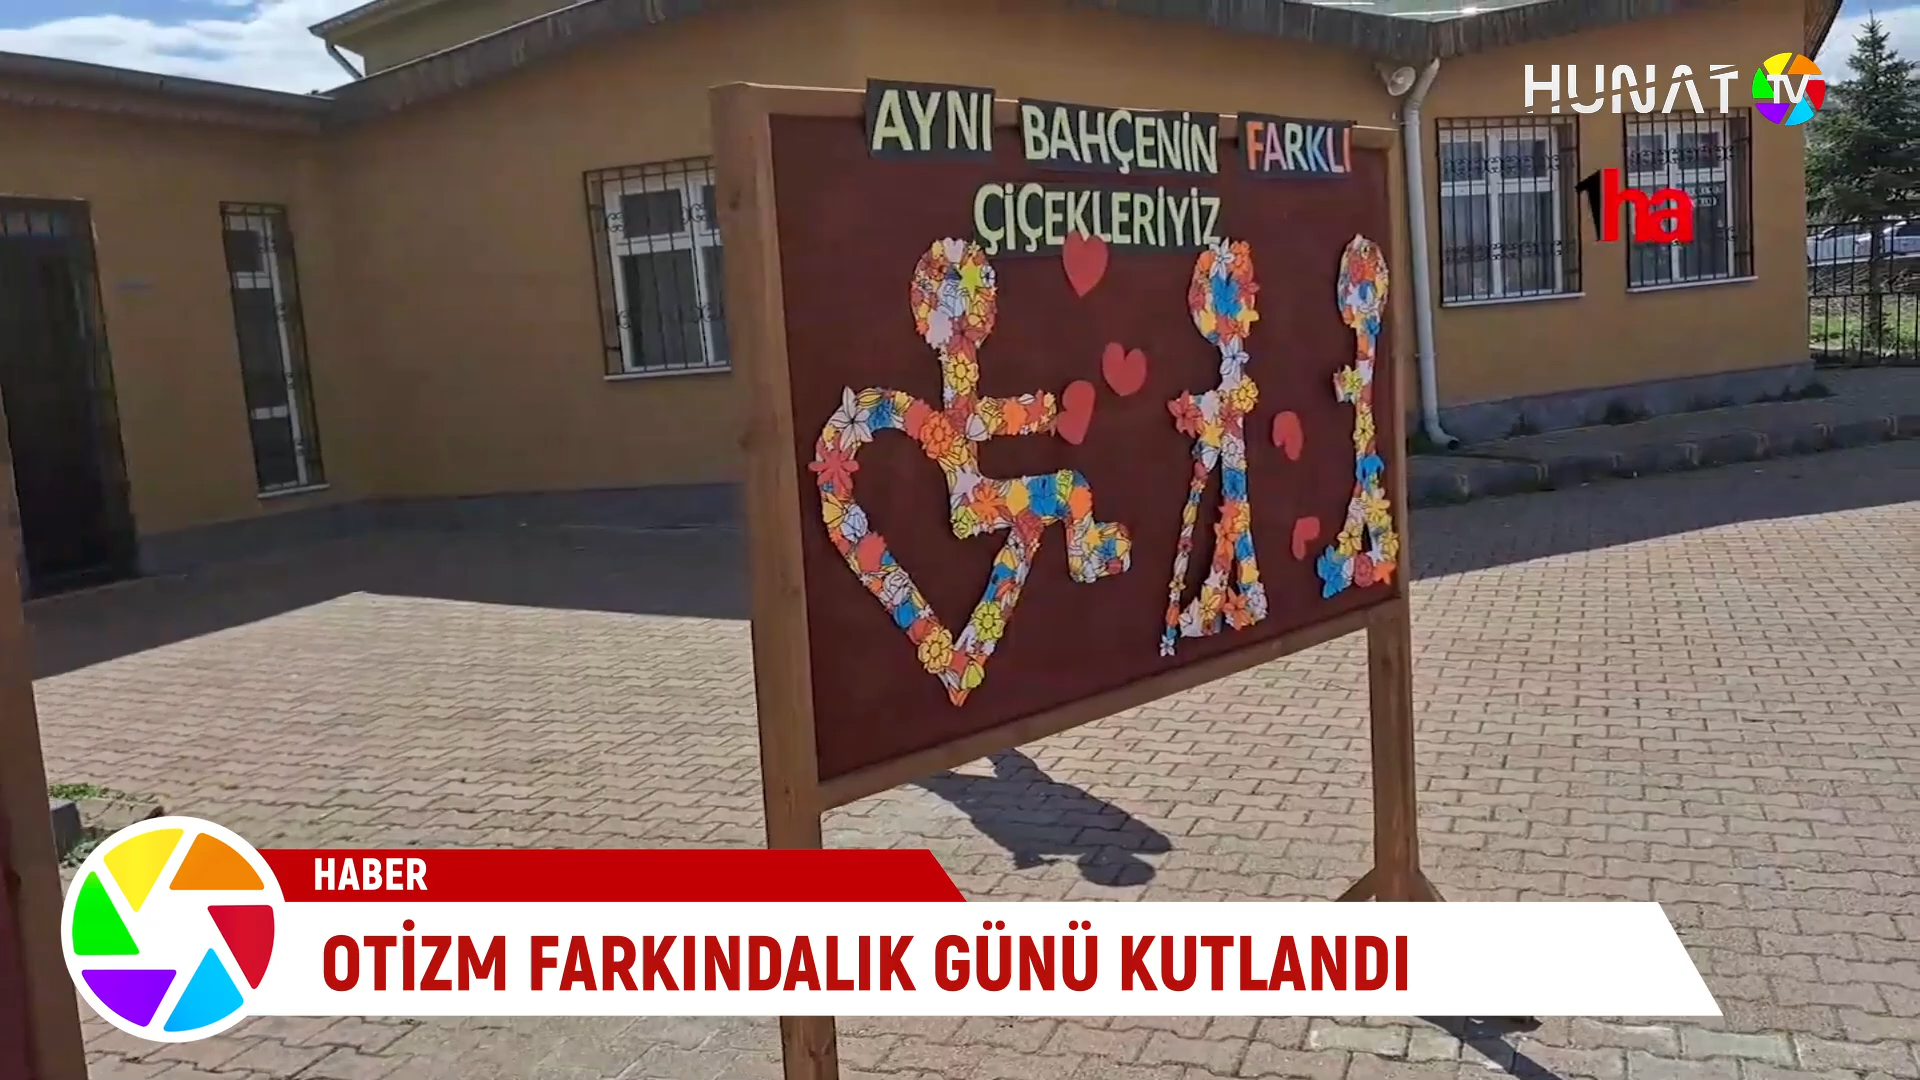 HUNAT TV
AYNI BAHÇENİN FARKLI
ÇİÇEKLERİYİZ
ha
HABER
OTİZM FARKINDALIK GÜNÜ KUTLANDI